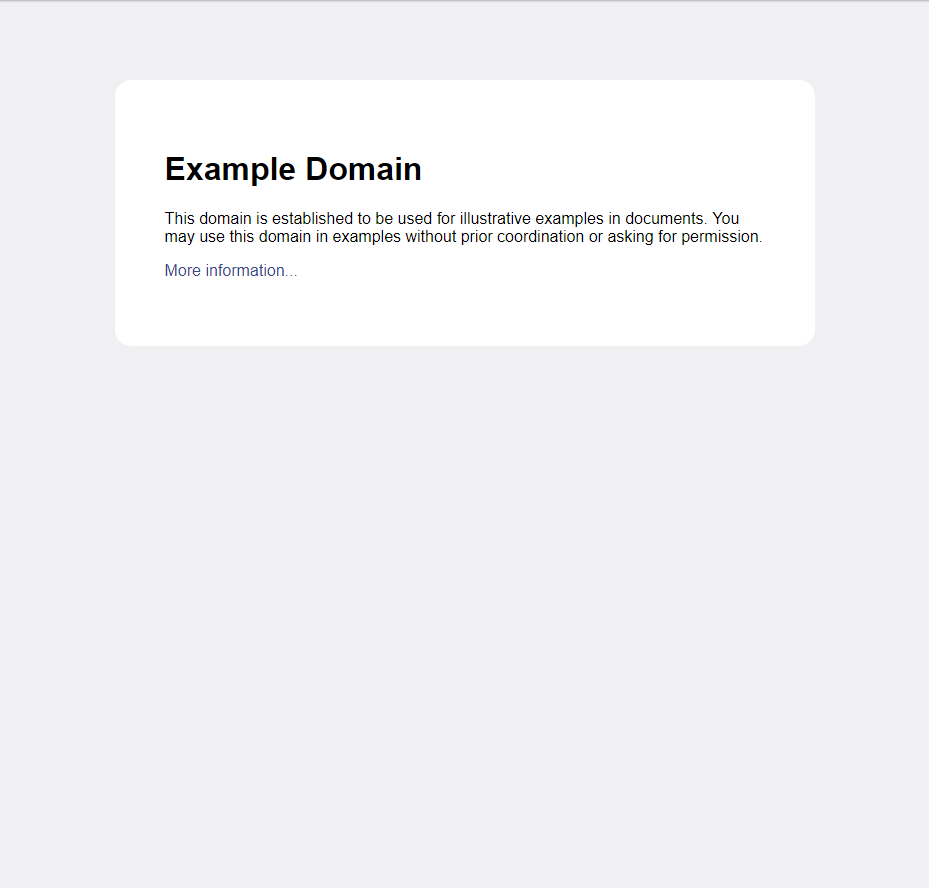 Example Domain
This domain is established to be used for illustrative examples in documents. You
may use this domain in examples without prior coordination or asking for permission.
More information...